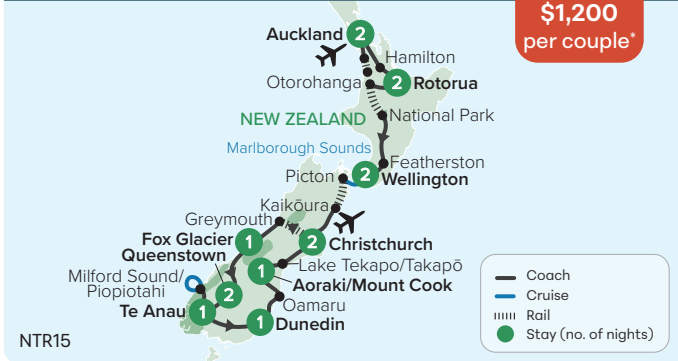 $1,200
per couple*
Auckland
2
Hamilton
Otorohanga
2
Rotorua
NEW ZEALAND
National Park
Marlborough Sounds
Featherston
Picton
2
Wellington
Kaikōura
Greymouth
Fox Glacier
1
2
Christchurch
Queenstown
Lake Tekapo/Takapō
1
Aoraki/Mount Cook
Milford Sound/
Piopiotahi
2
Oamaru
Te Anau
1
1
Dunedin
NTR15
Coach
Cruise
Rail
Stay (no. of nights)